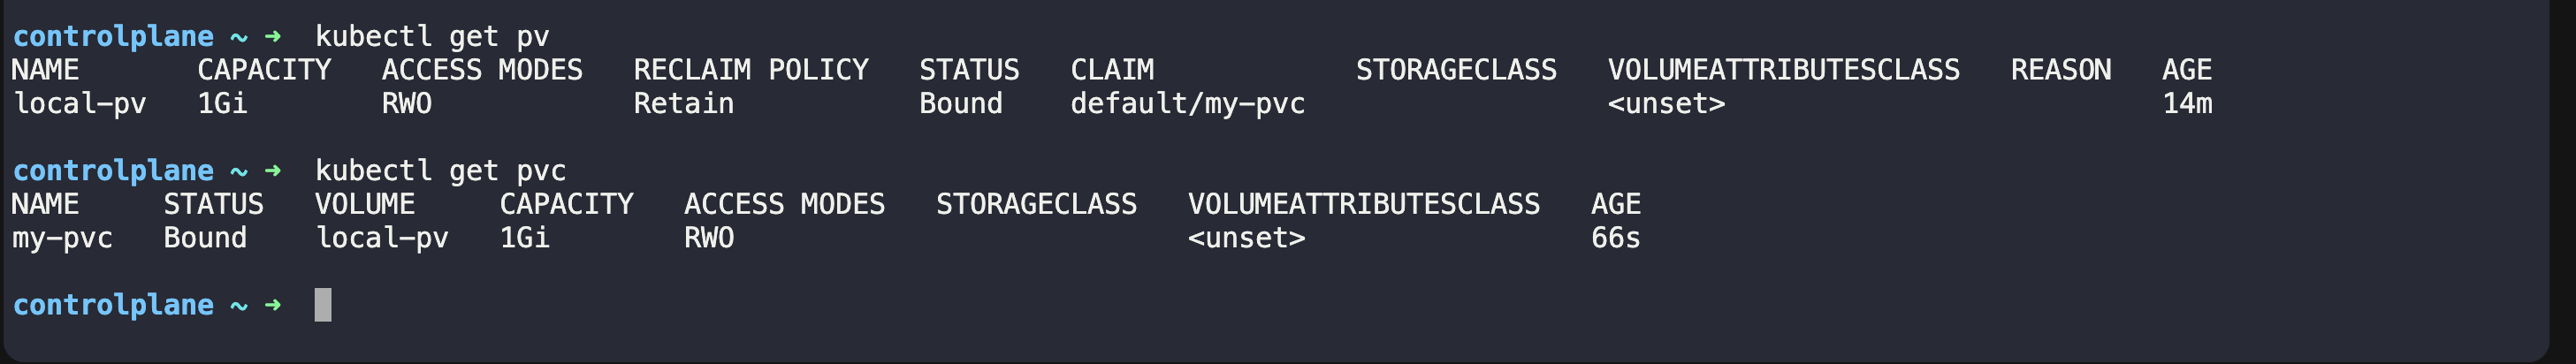 controlplane ~ ➜  kubectl get pv
NAME       CAPACITY   ACCESS MODES   RECLAIM POLICY   STATUS   CLAIM            STORAGECLASS   VOLUMEATTRIBUTESCLASS   REASON   AGE
local-pv   1Gi        RWO            Retain           Bound    default/my-pvc                  <unset>                          14m
controlplane ~ ➜  kubectl get pvc
NAME     STATUS   VOLUME     CAPACITY   ACCESS MODES   STORAGECLASS   VOLUMEATTRIBUTESCLASS   AGE
my-pvc   Bound    local-pv   1Gi        RWO                           <unset>                 66s
controlplane ~ ➜